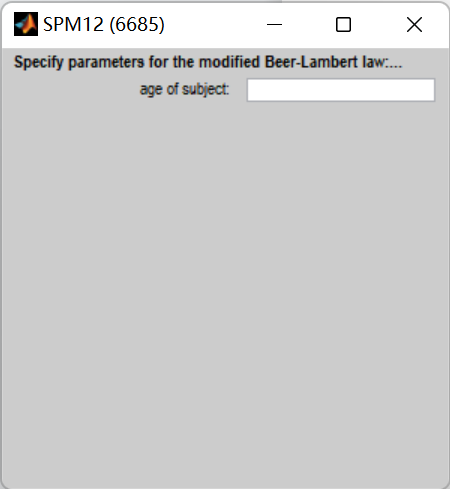 SPM12 (6685)
Specify parameters for the modified Beer-Lambert law:...
age of subject: